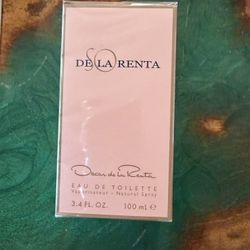 SO
DE LA RENTA
Oscar de la Renta
EAU DE TOILETTE
Vaporisateur - Natural Spray
3.4 FL. OZ. 100 mL e